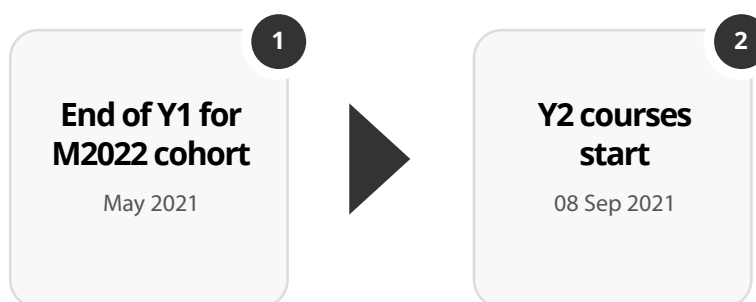 1
End of Y1 for
M2022 cohort
May 2021
2
Y2 courses
start
08 Sep 2021